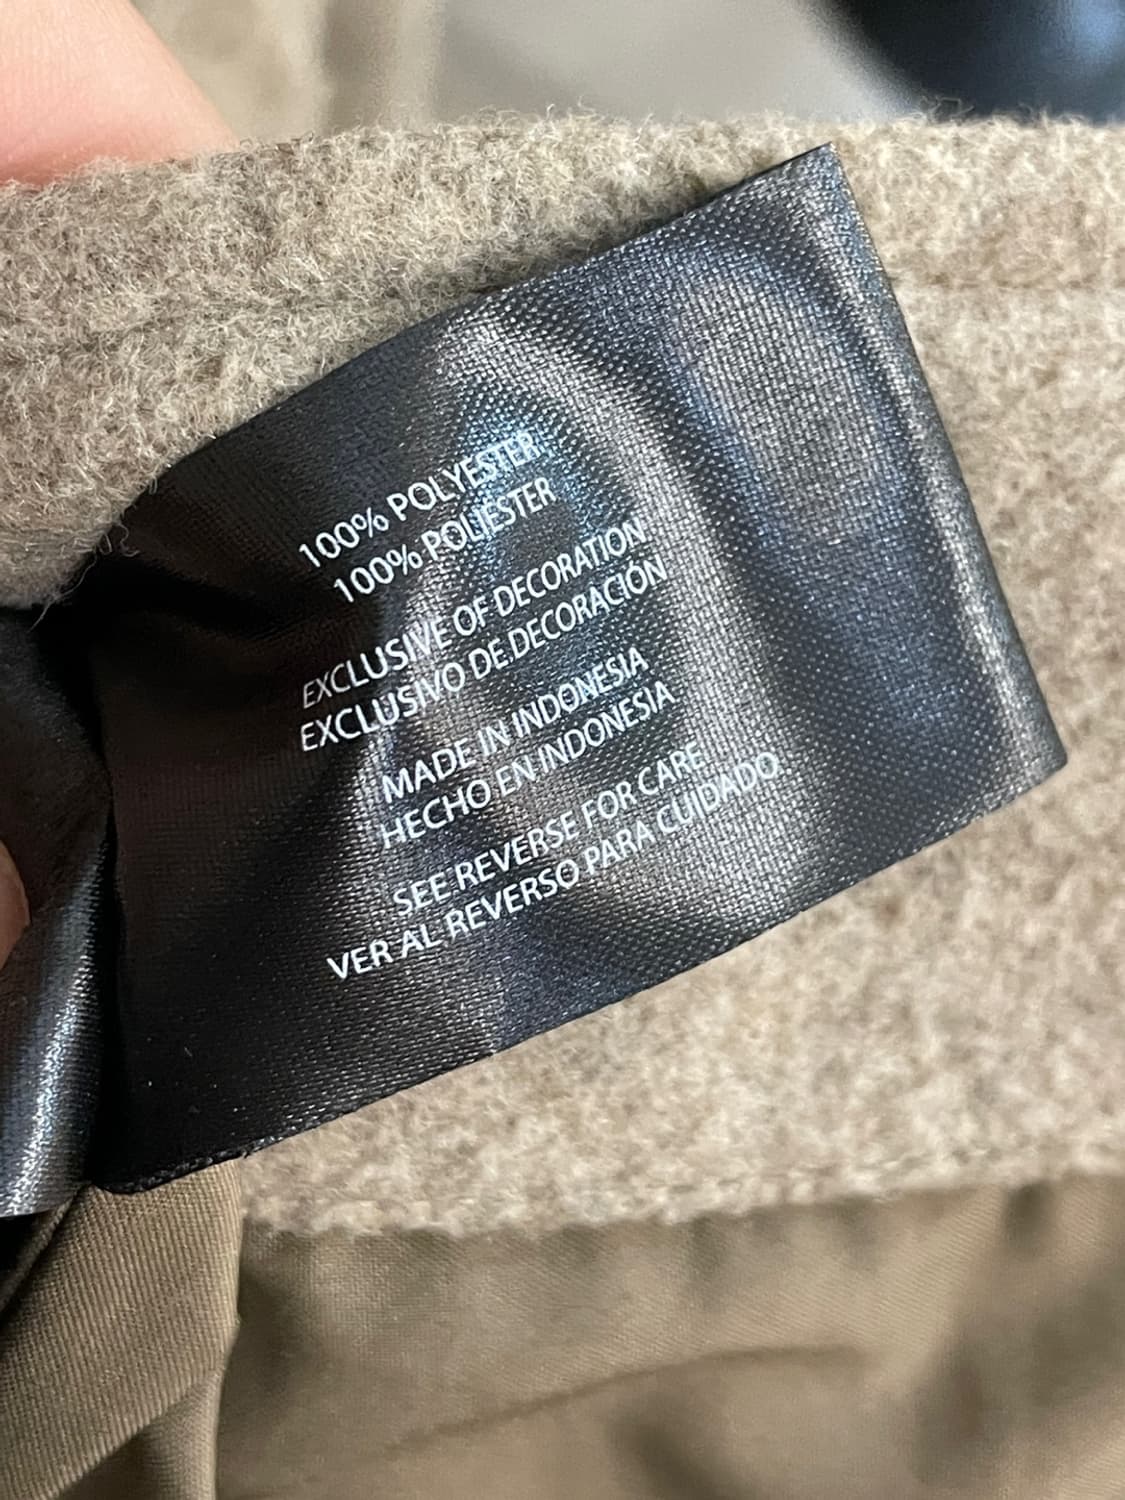 100% POLYESTER
100% POLIESTER
EXCLUSIVE OF DECORATION
EXCLUSIVO DE DECORACIÓN
MADE IN INDONESIA
HECHO EN INDONESIA
SEE REVERSE FOR CARE
VER AL REVERSO PARA CUIDADO